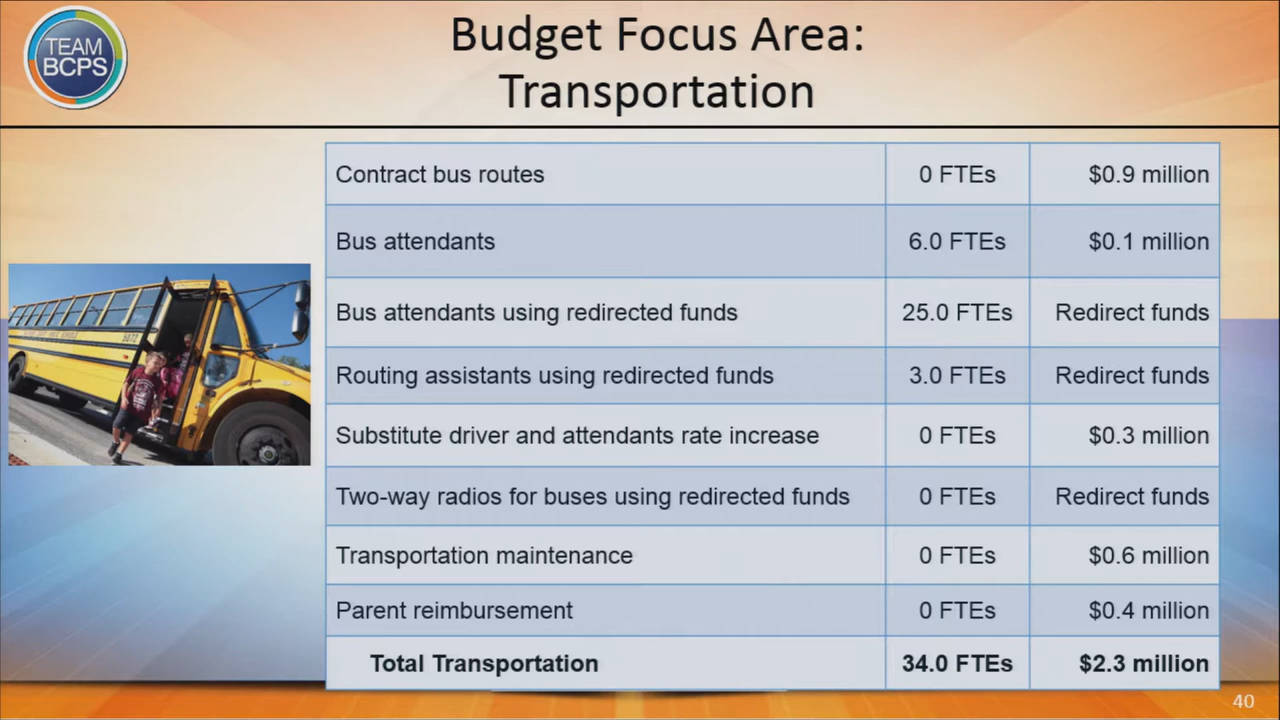 TEAM
BCPS
Budget Focus Area:
Transportation
Contract bus routes 0 FTEs $0.9 million
Bus attendants 6.0 FTEs $0.1 million
Bus attendants using redirected funds 25.0 FTEs Redirect funds
Routing assistants using redirected funds 3.0 FTEs Redirect funds
Substitute driver and attendants rate increase 0 FTEs $0.3 million
Two-way radios for buses using redirected funds 0 FTEs Redirect funds
Transportation maintenance 0 FTEs $0.6 million
Parent reimbursement 0 FTEs $0.4 million
Total Transportation 34.0 FTEs $2.3 million
40